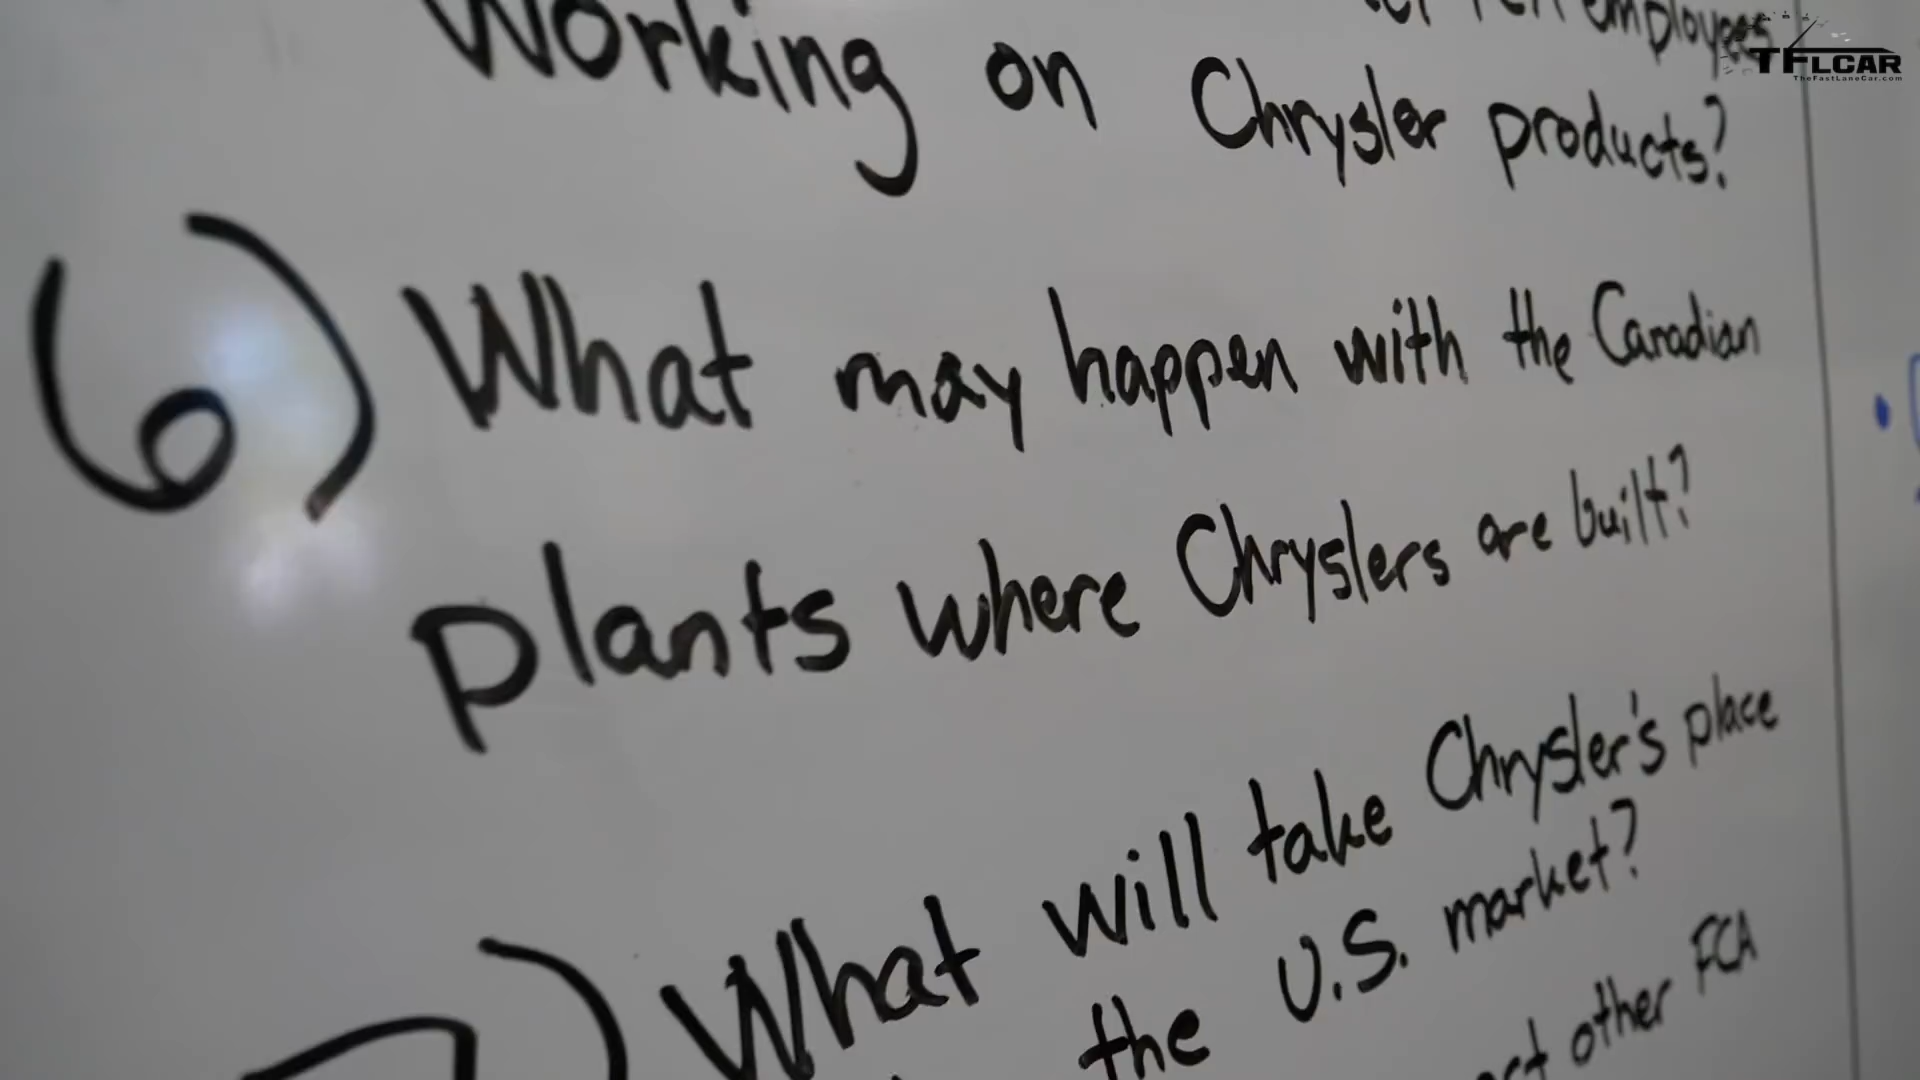 employees
TFLCAR
TheFastLaneCar.com
Working on Chrysler products?
6) What may happen with the Canadian
plants where Chryslers are built?
7) What will take Chrysler's place
the U.S. market?
other FCA